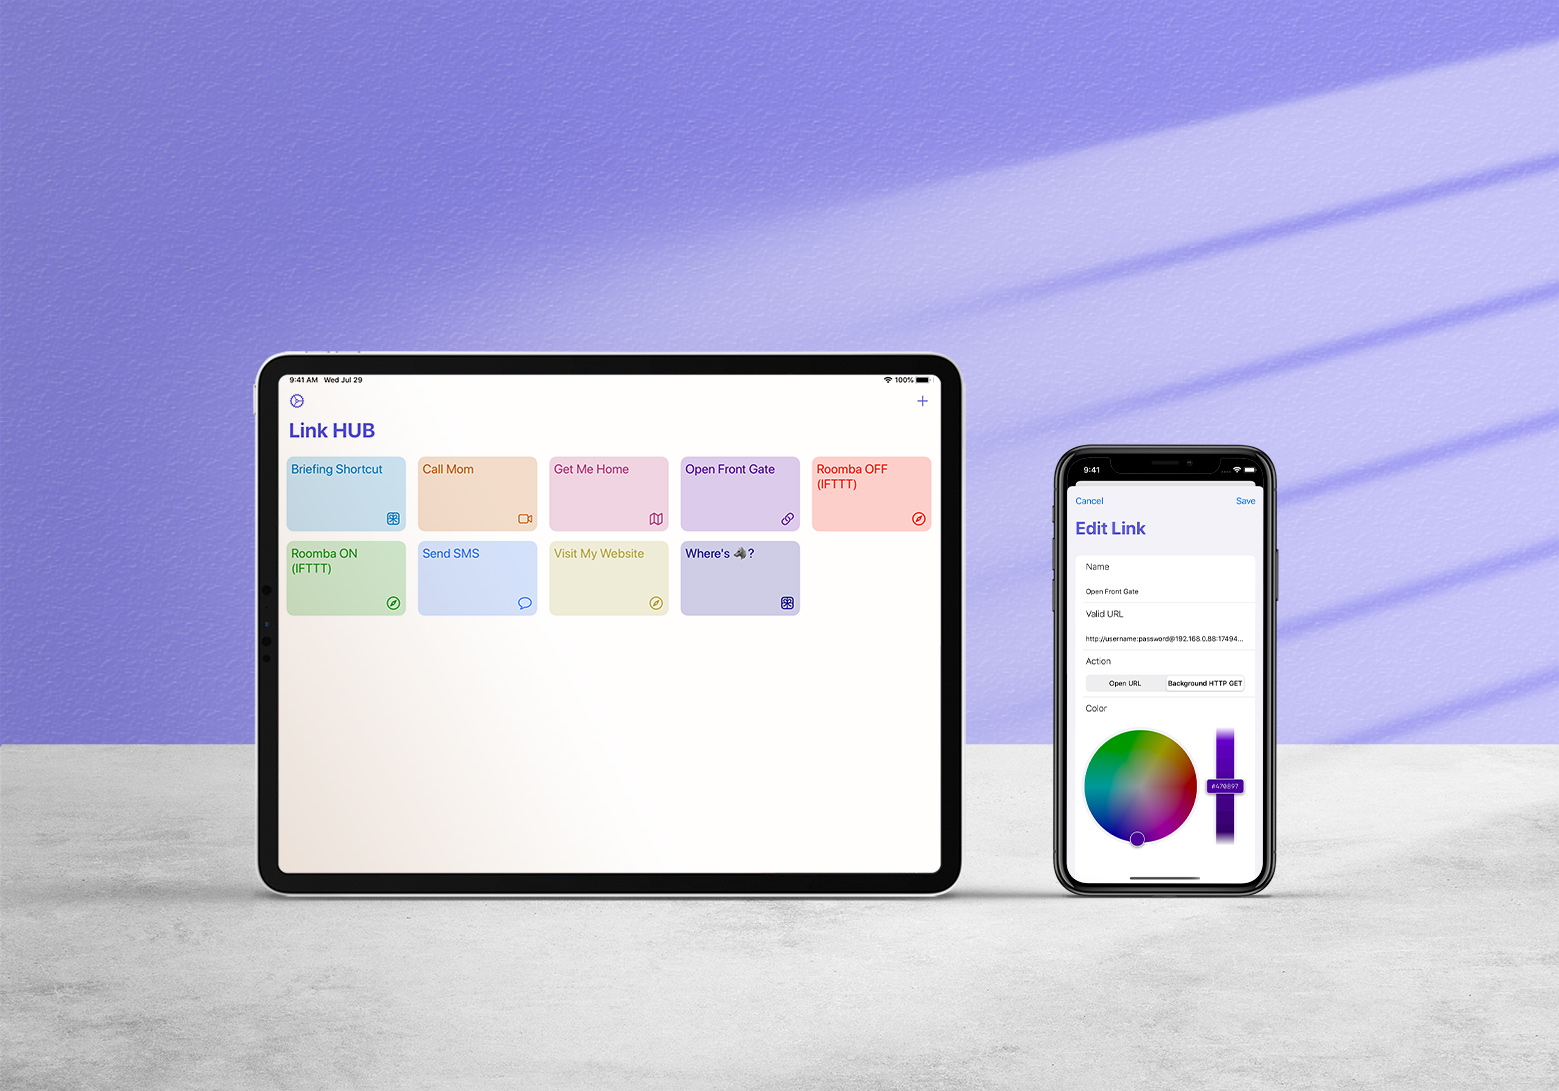 9:41 AM Wed Jul 29
100%
Link HUB
Briefing Shortcut
Call Mom
Get Me Home
Open Front Gate
Roomba OFF
(IFTTT)
Roomba ON
(IFTTT)
Send SMS
Visit My Website
Where's 🐺?
9:41
Cancel
Save
Edit Link
Name
Open Front Gate
Valid URL
http://username:password@192.168.0.88:17494...
Action
Open URL
Background HTTP GET
Color
#470897